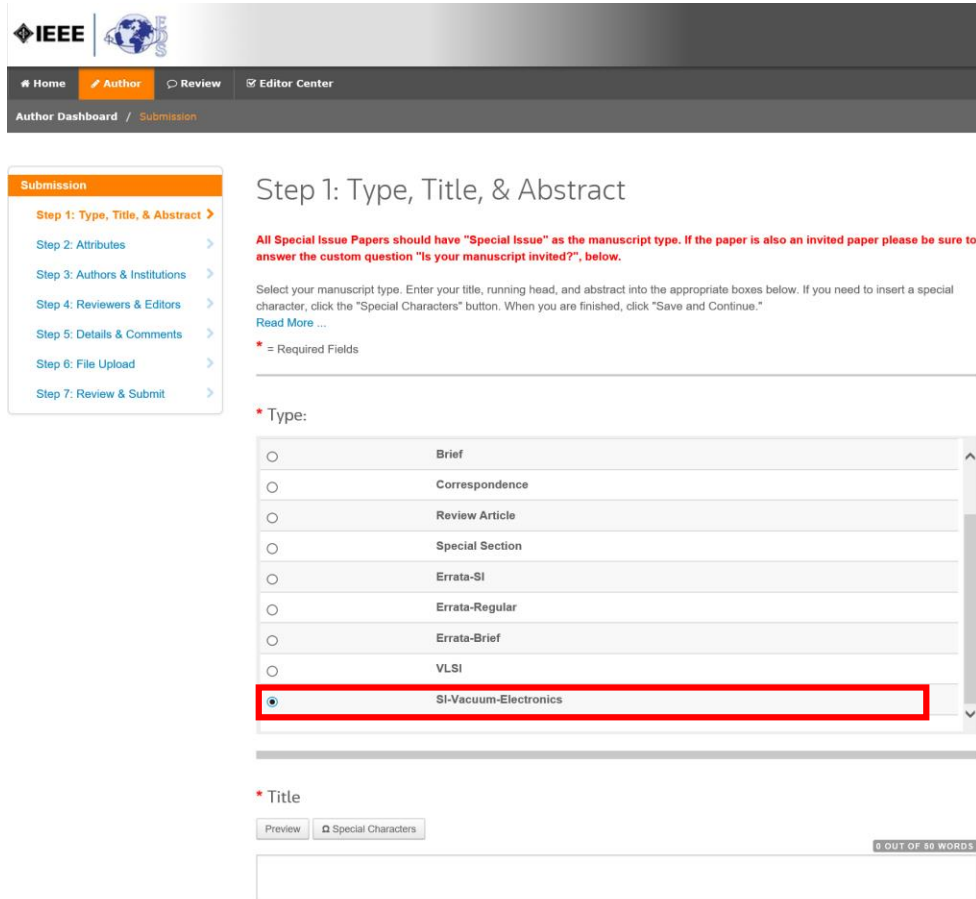 IEEE
EDS
Home Author Review Editor Center
Author Dashboard / Submission
Submission
Step 1: Type, Title, & Abstract
Step 2: Attributes
Step 3: Authors & Institutions
Step 4: Reviewers & Editors
Step 5: Details & Comments
Step 6: File Upload
Step 7: Review & Submit
Step 1: Type, Title, & Abstract
All Special Issue Papers should have "Special Issue" as the manuscript type. If the paper is also an invited paper please be sure to
answer the custom question "Is your manuscript invited?", below.
Select your manuscript type. Enter your title, running head, and abstract into the appropriate boxes below. If you need to insert a special
character, click the "Special Characters" button. When you are finished, click "Save and Continue."
Read More ...
* = Required Fields
* Type:
Brief
Correspondence
Review Article
Special Section
Errata-SI
Errata-Regular
Errata-Brief
VLSI
SI-Vacuum-Electronics
* Title
Preview Ω Special Characters
0 OUT OF 50 WORDS